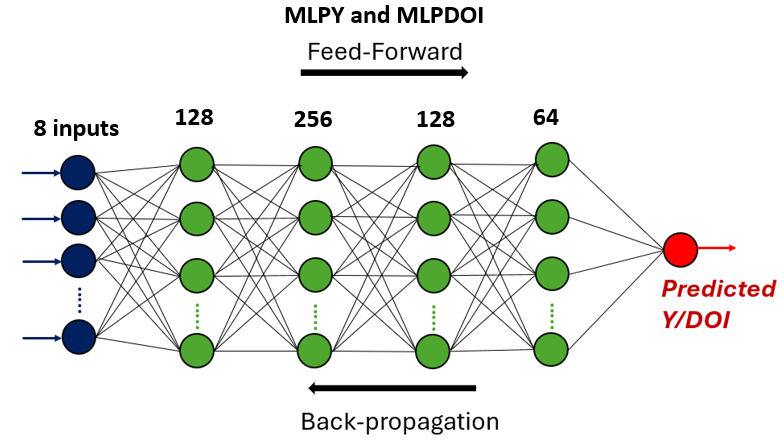 MLPY and MLPDOI
Feed-Forward
8 inputs
128
256
128
64
Predicted
Y/DOI
Back-propagation